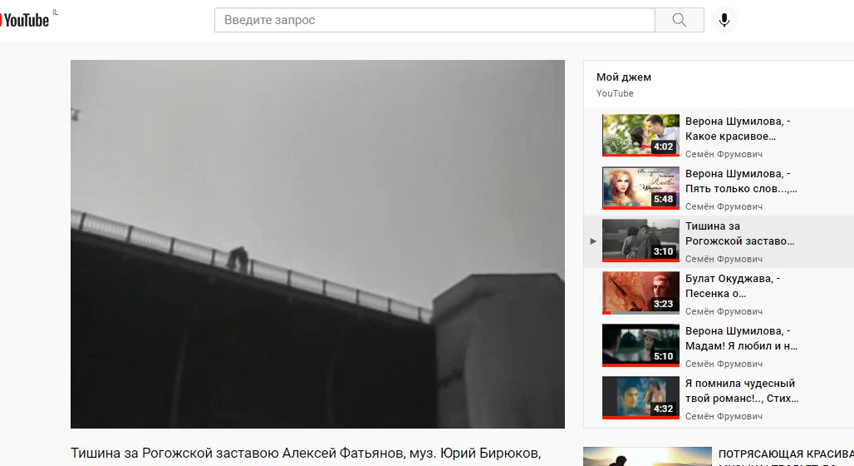 YouTube IL
Введите запрос
Мой джем
YouTube
Верона Шумилова, -
Какое красивое...
4:02
Семён Фрумович
Верона Шумилова, -
Пять только слов...,...
5:48
Семён Фрумович
Тишина за
Рогожской заставо...
3:10
Семён Фрумович
Булат Окуджава, -
Песенка о...
3:23
Семён Фрумович
Верона Шумилова, -
Мадам! Я любил и н...
5:10
Семён Фрумович
Я помнила чудесный
твой романс!.., Стих...
4:32
Семён Фрумович
Тишина за Рогожской заставою Алексей Фатьянов, муз. Юрий Бирюков,
ПОТРЯСАЮЩАЯ КРАСИВА